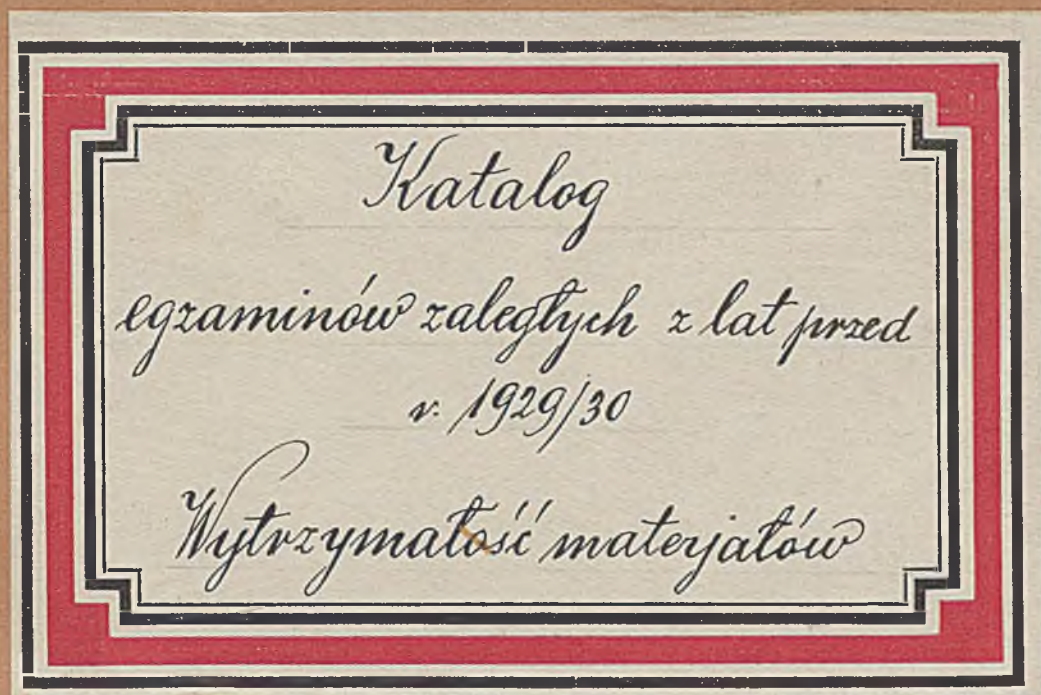 Katalog
egzaminów zaległych z lat przed
r. 1929/30
Wytrzymałość materjałów